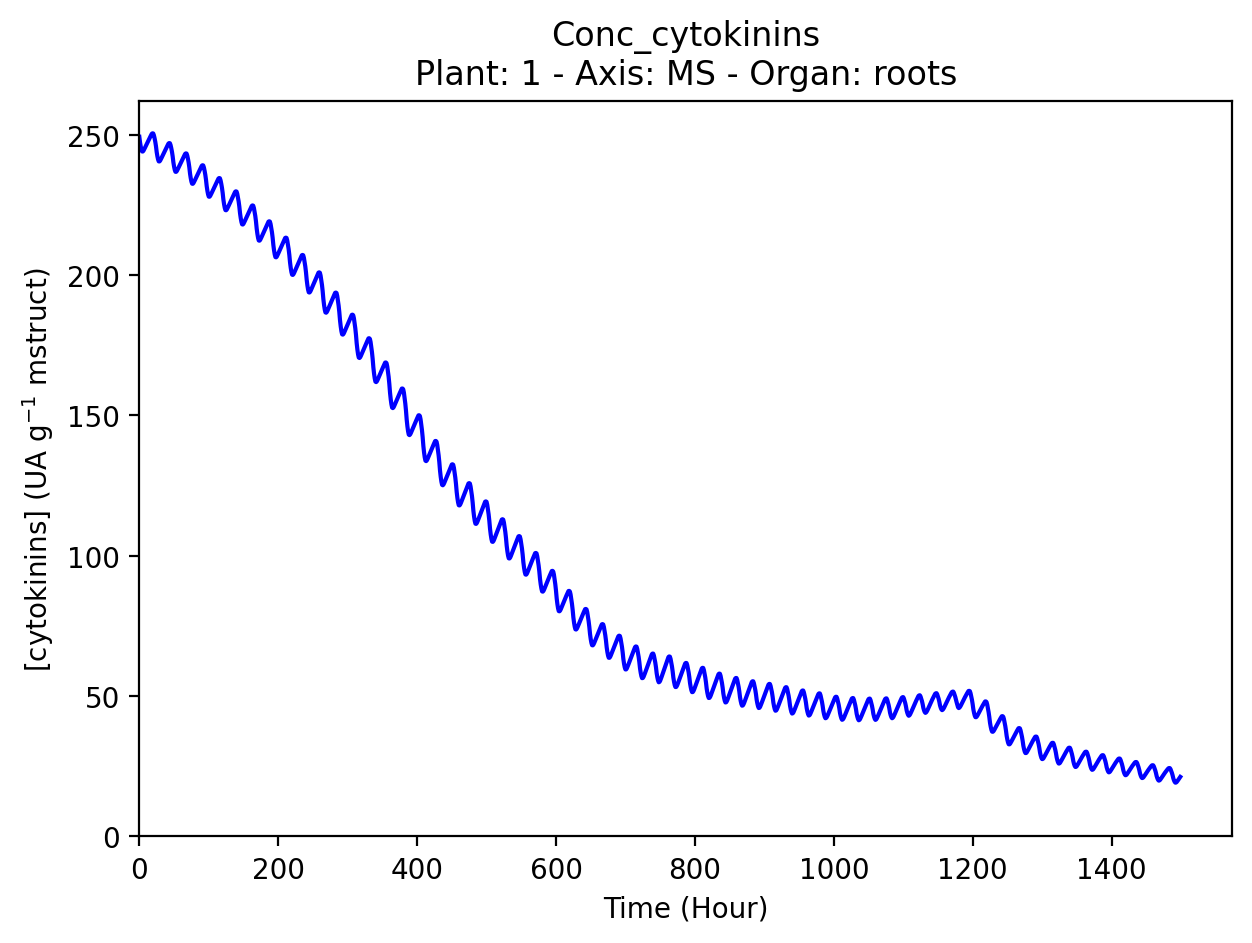 Conc_cytokinins
Plant: 1 - Axis: MS - Organ: roots
[cytokinins] (UA g⁻¹ mstruct)
250
200
150
100
50
0
0 200 400 600 800 1000 1200 1400
Time (Hour)